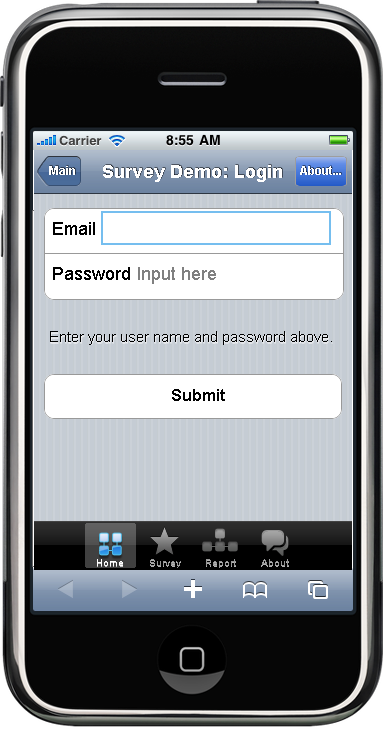 Carrier 8:55 AM
Main Survey Demo: Login About...
Email
Password Input here
Enter your user name and password above.
Submit
Home Survey Report About